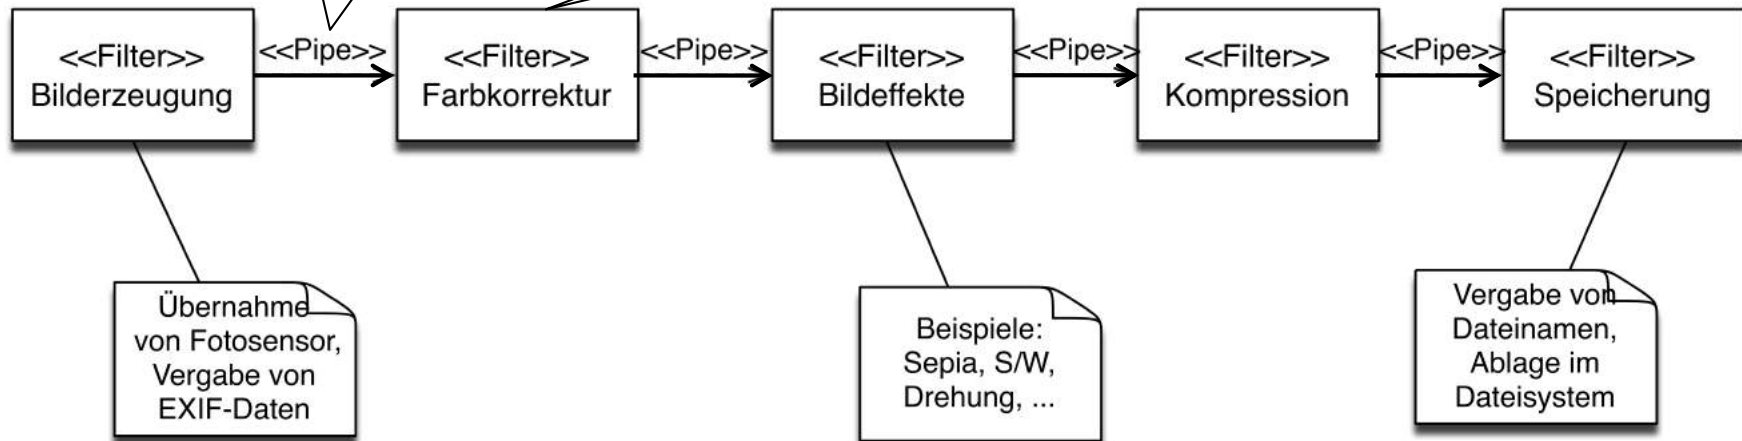 <<Filter>>
Bilderzeugung
<<Pipe>>
<<Filter>>
Farbkorrektur
<<Pipe>>
<<Filter>>
Bildeffekte
<<Pipe>>
<<Filter>>
Kompression
<<Pipe>>
<<Filter>>
Speicherung
Übernahme
von Fotosensor,
Vergabe von
EXIF-Daten
Beispiele:
Sepia, S/W,
Drehung, ...
Vergabe von
Dateinamen,
Ablage im
Dateisystem